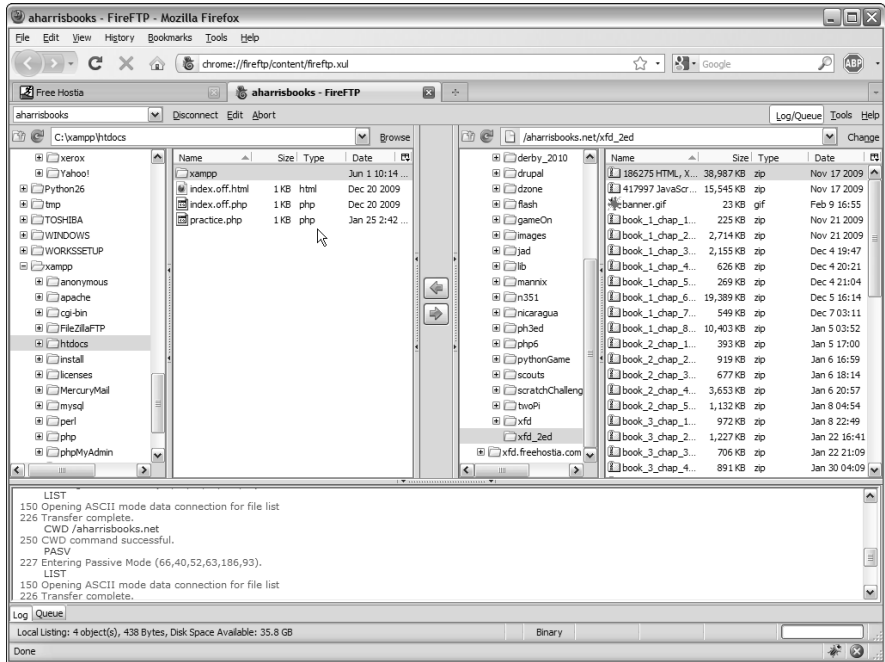 aharrisbooks - FireFTP - Mozilla Firefox
File Edit View History Bookmarks Tools Help
chrome://fireftp/content/fireftp.xul
Google
ABP
Free Hostia
aharrisbooks - FireFTP
aharrisbooks Disconnect Edit Abort Log/Queue Tools Help
C:\xampp\htdocs Browse
xerox
Yahoo!
Python26
tmp
TOSHIBA
WINDOWS
WORKSSETUP
xampp
anonymous
apache
cgi-bin
FileZillaFTP
htdocs
install
licenses
MercuryMail
mysql
perl
php
phpMyAdmin
Name Size Type Date
xampp Jun 1 10:14 ...
index.off.html 1 KB html Dec 20 2009
index.off.php 1 KB php Dec 20 2009
practice.php 1 KB php Jan 25 2:42 ...
/aharrisbooks.net/xfd_2ed Change
derby_2010
drupal
dzone
flash
gameOn
images
jad
lib
mannix
n351
nicaragua
ph3ed
php6
pythonGame
scouts
scratchChalleng
twoPi
xfd
xfd_2ed
xfd.freehostia.com
Name Size Type Date
186275 HTML, X... 38,987 KB zip Nov 17 2009
417997 JavaScr... 15,545 KB zip Nov 17 2009
banner.gif 23 KB gif Feb 9 16:55
book_1_chap_1... 225 KB zip Nov 21 2009
book_1_chap_2... 2,714 KB zip Nov 21 2009
book_1_chap_3... 2,155 KB zip Dec 4 19:47
book_1_chap_4... 626 KB zip Dec 4 20:21
book_1_chap_5... 269 KB zip Dec 4 21:04
book_1_chap_6... 19,389 KB zip Dec 5 16:14
book_1_chap_7... 549 KB zip Dec 7 03:11
book_1_chap_8... 10,403 KB zip Jan 5 03:52
book_2_chap_1... 393 KB zip Jan 5 17:00
book_2_chap_2... 919 KB zip Jan 6 16:59
book_2_chap_3... 677 KB zip Jan 6 18:14
book_2_chap_4... 3,653 KB zip Jan 6 20:57
book_2_chap_5... 1,132 KB zip Jan 8 04:54
book_3_chap_1... 972 KB zip Jan 8 22:49
book_3_chap_2... 1,227 KB zip Jan 22 16:41
book_3_chap_3... 706 KB zip Jan 22 21:09
book_3_chap_4... 891 KB zip Jan 30 04:09
LIST
150 Opening ASCII mode data connection for file list
226 Transfer complete.
CWD /aharrisbooks.net
250 CWD command successful.
PASV
227 Entering Passive Mode (66,40,52,63,186,93).
LIST
150 Opening ASCII mode data connection for file list
226 Transfer complete.
Log Queue
Local Listing: 4 object(s), 438 Bytes, Disk Space Available: 35.8 GB Binary
Done